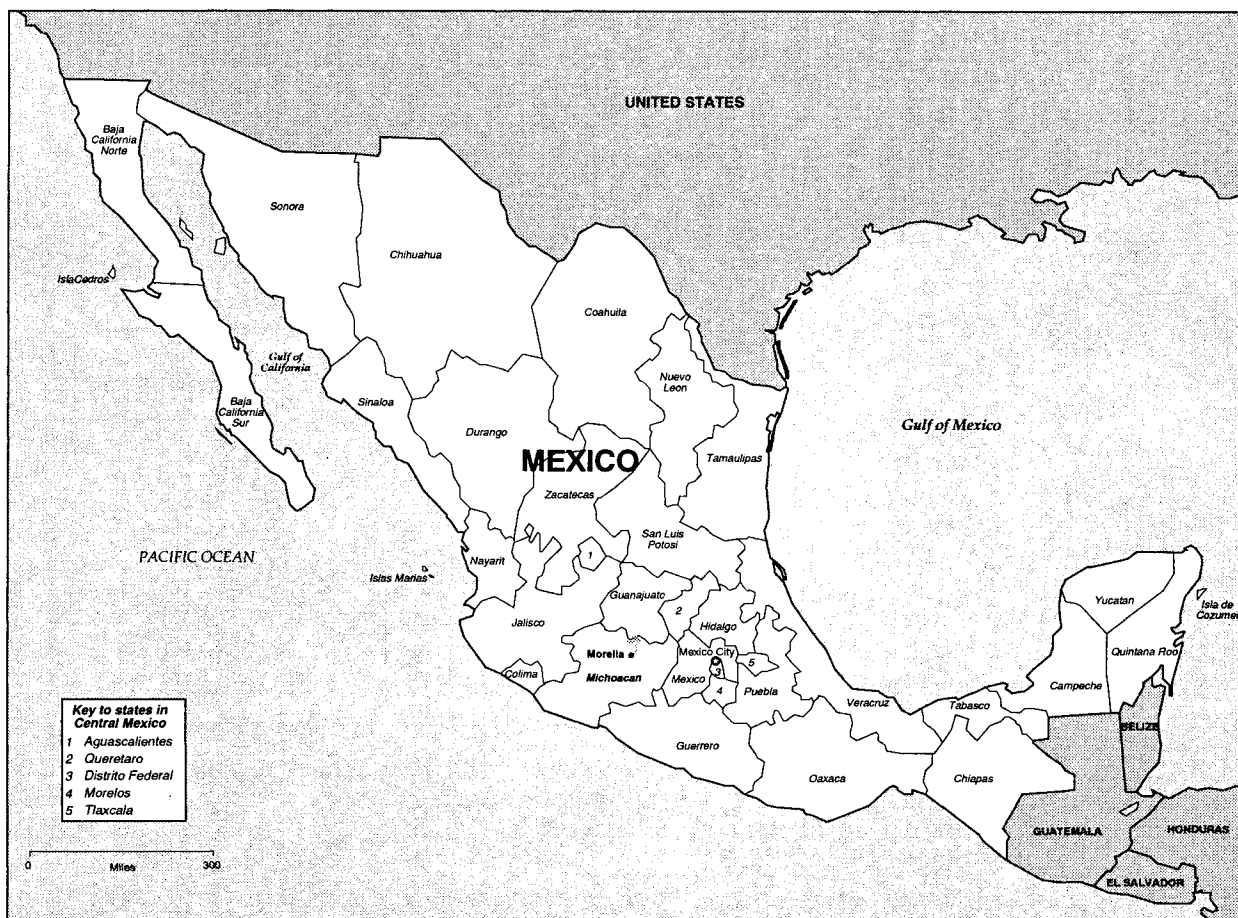 UNITED STATES
Baja
California
Norte
Sonora
Chihuahua
IslaCedros
Coahuila
Gulf of
California
Nuevo
Leon
Baja
California
Sur
Sinaloa
Durango
Gulf of Mexico
Tamaulipas
MEXICO
Zacatecas
San Luis
Potosi
PACIFIC OCEAN
Nayarit
1
Islas Marias
Guanajuatc
2
Yucatan
Isla de
Cozumel
Jalisco
Hidalgo
Morelia
Mexico City
Quintana Roo
5
3
Colima
Michoacan
Mexico
4
Puebla
Campeche
Veracruz
Tabasco
BELIZE
Guerrero
Oaxaca
Chiapas
Key to states in
Central Mexico
1 Aguascalientes
2 Queretaro
3 Distrito Federal
4 Morelos
5 Tlaxcala
GUATEMALA
HONDURAS
0 Miles 300
EL SALVADOR